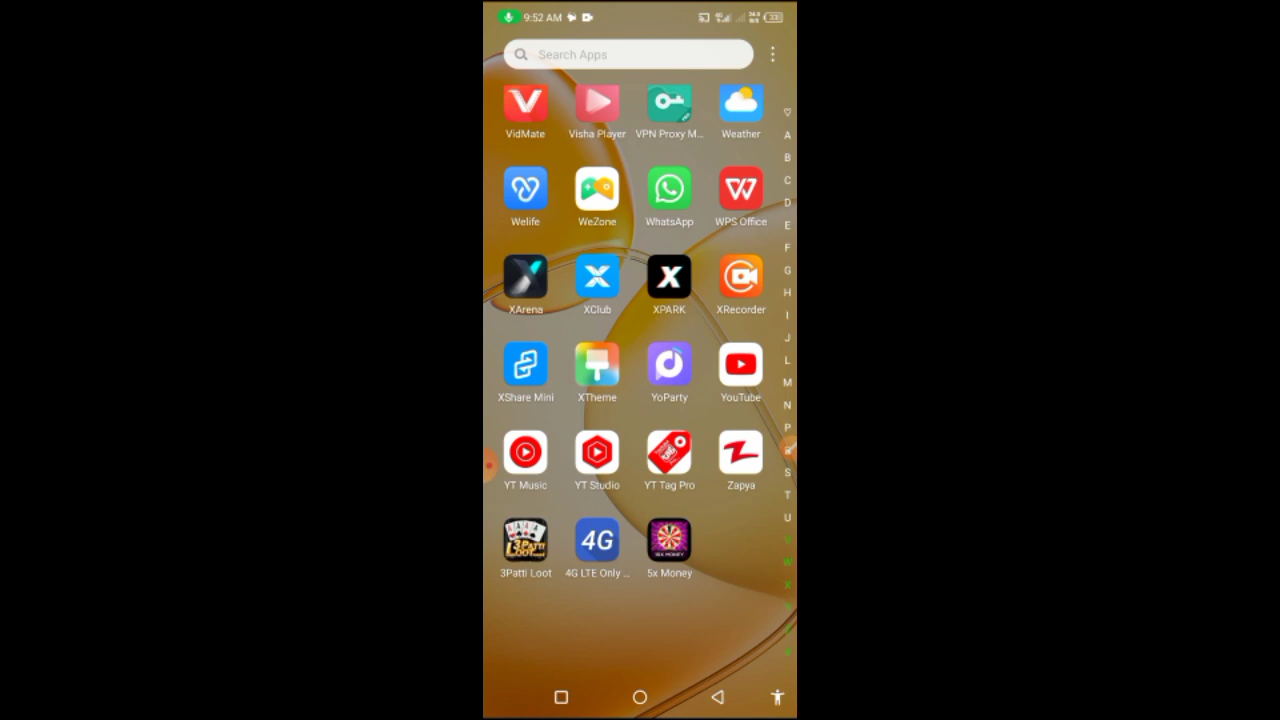 9:52 AM
Search Apps
VidMate Visha Player VPN Proxy M... Weather
Welife WeZone WhatsApp WPS Office
XArena XClub XPARK XRecorder
XShare Mini XTheme YoParty YouTube
YT Music YT Studio YT Tag Pro Zapya
3Patti Loot 4G LTE Only ... 5x Money
4G
A
B
C
D
E
F
G
H
I
J
L
M
N
P
S
T
U
V
W
X